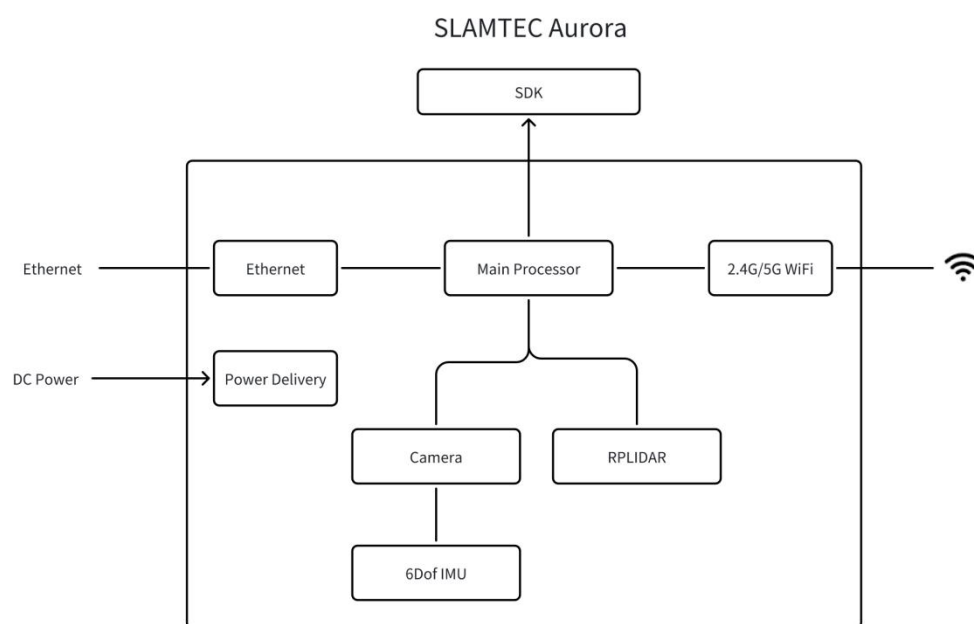 SLAMTEC Aurora
SDK
Ethernet
Ethernet
Main Processor
2.4G/5G WiFi
DC Power
Power Delivery
Camera
RPLIDAR
6Dof IMU